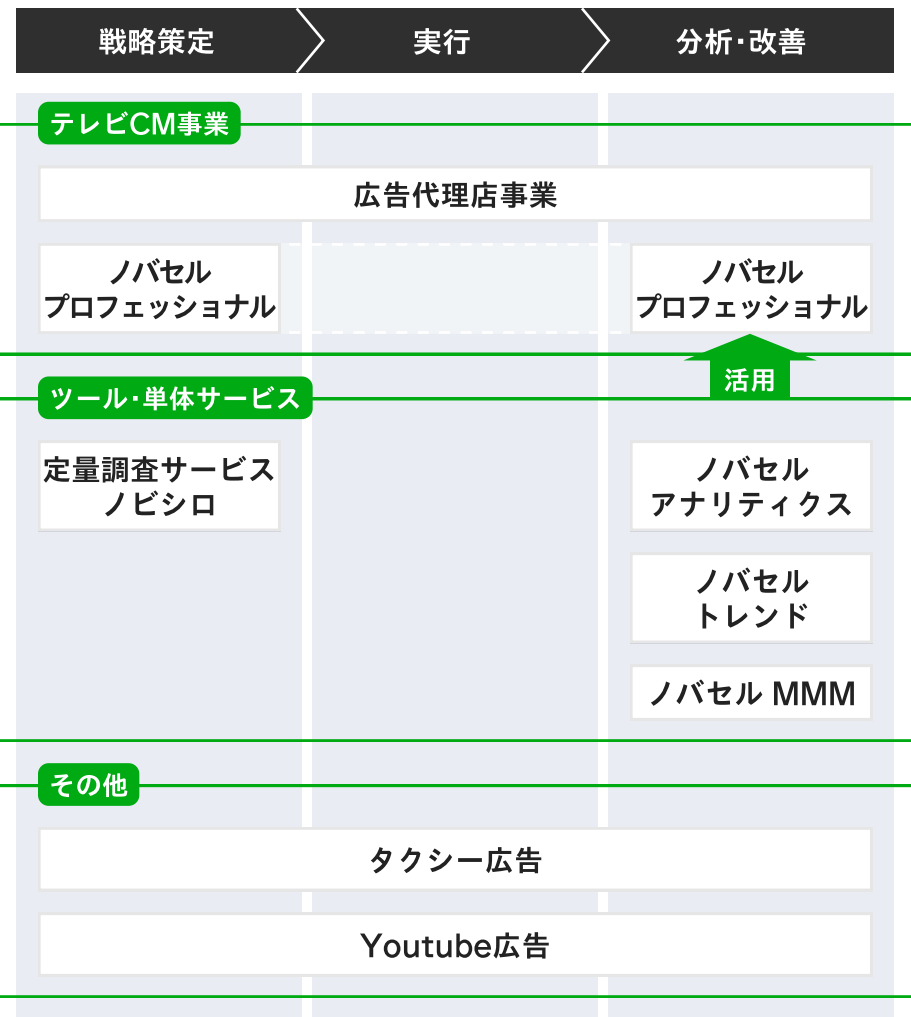 戦略策定
実行
分析・改善
テレビCM事業
広告代理店事業
ノバセル
プロフェッショナル
ノバセル
プロフェッショナル
活用
ツール・単体サービス
定量調査サービス
ノビシロ
ノバセル
アナリティクス
ノバセル
トレンド
ノバセル MMM
その他
タクシー広告
Youtube広告